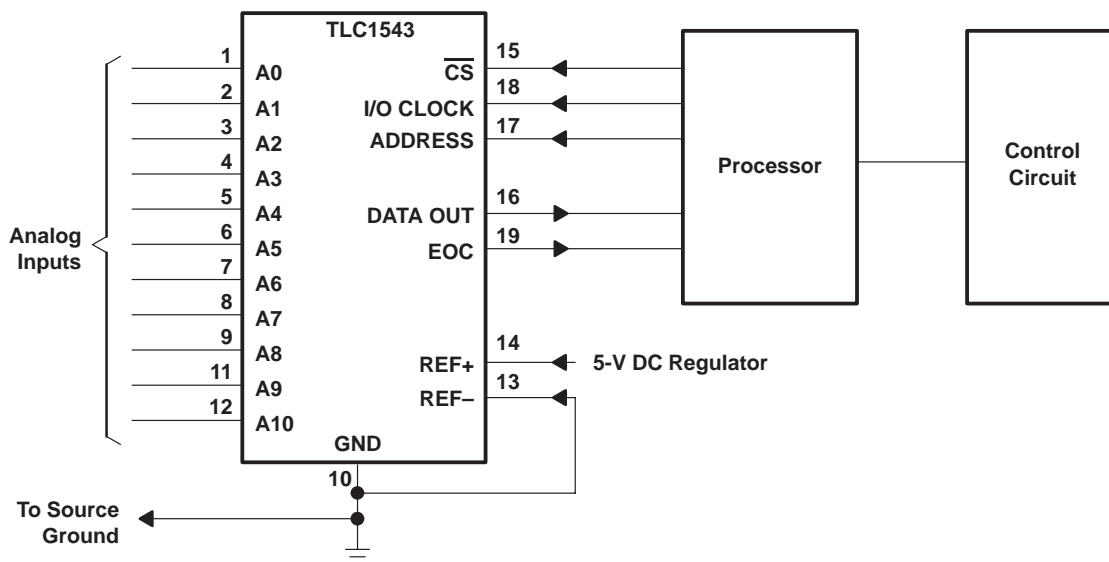 TLC1543
1 A0
2 A1
3 A2
4 A3
5 A4
6 A5
7 A6
8 A7
9 A8
11 A9
12 A10
Analog
Inputs
CS 15
I/O CLOCK 18
ADDRESS 17
DATA OUT 16
EOC 19
REF+ 14 5-V DC Regulator
REF– 13
GND
10
To Source
Ground
Processor
Control
Circuit